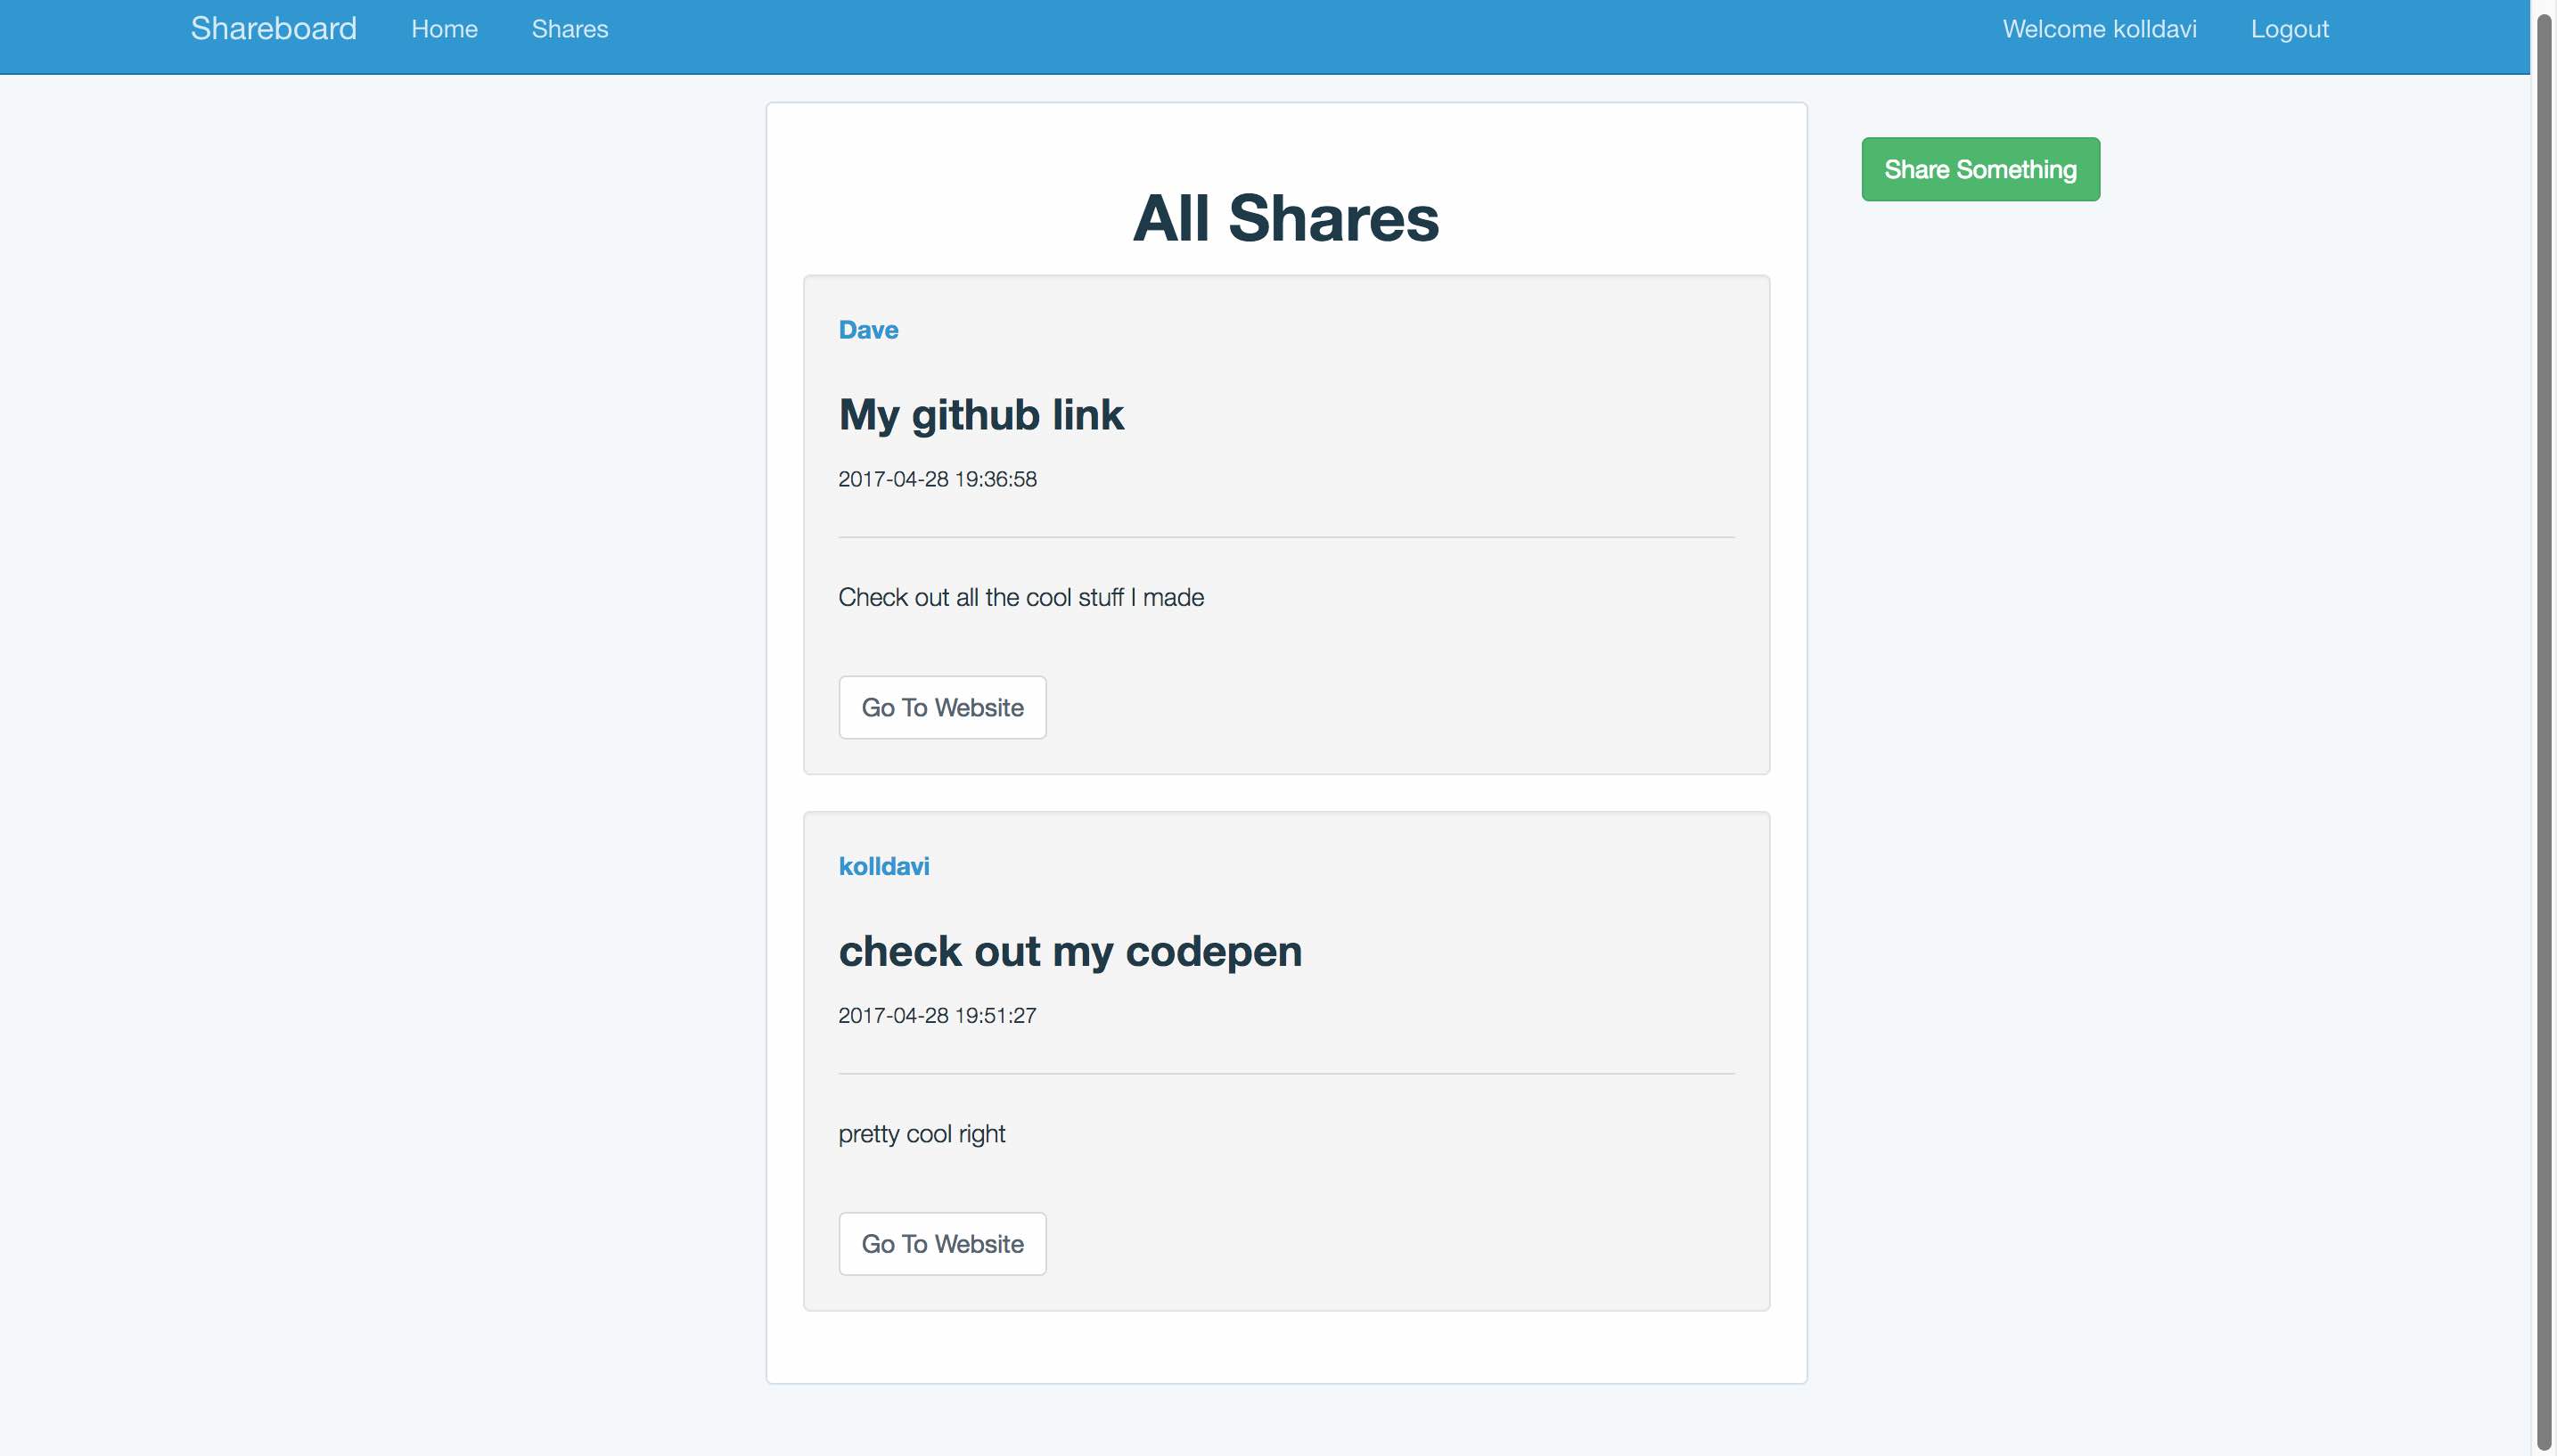 Shareboard Home Shares Welcome kolldavi Logout
Share Something
All Shares
Dave
My github link
2017-04-28 19:36:58
Check out all the cool stuff I made
Go To Website
kolldavi
check out my codepen
2017-04-28 19:51:27
pretty cool right
Go To Website